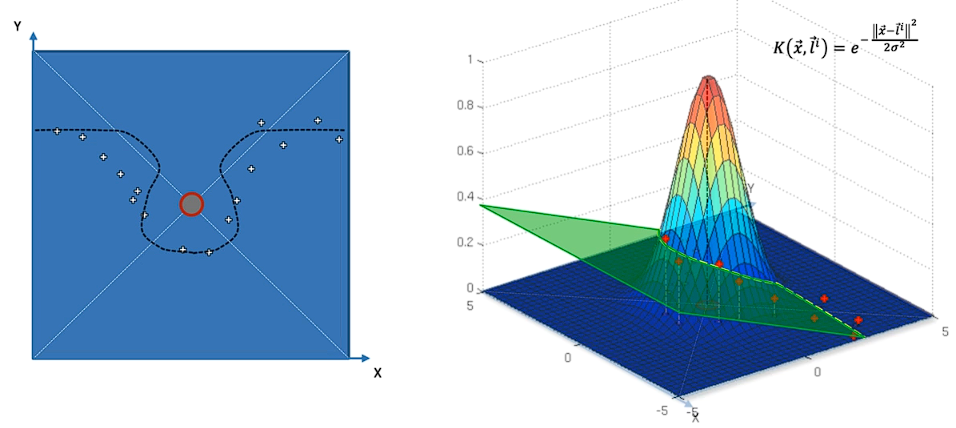 Y
X
K(x⃗, l⃗ⁱ) = e^(-‖x⃗-l⃗ⁱ‖²/2σ²)
1
0.8
0.6
0.4
0.2
0
5
0
-5
-5
0
5
Y
X